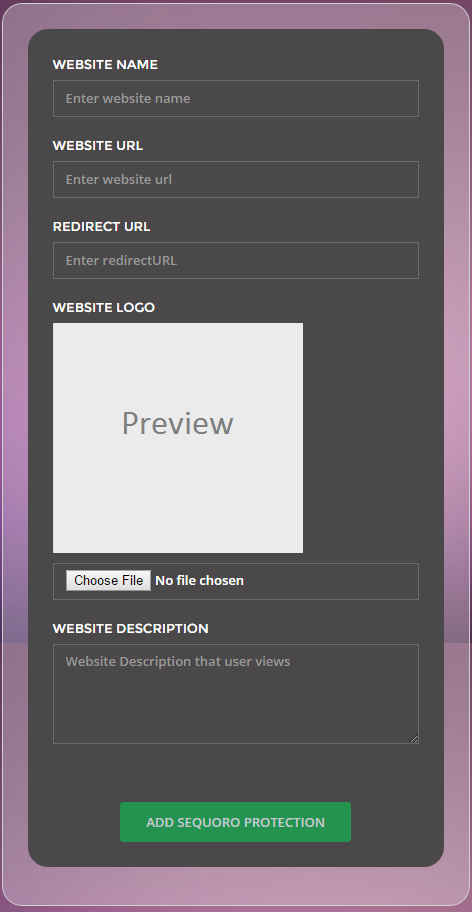 WEBSITE NAME
Enter website name
WEBSITE URL
Enter website url
REDIRECT URL
Enter redirectURL
WEBSITE LOGO
Preview
Choose File No file chosen
WEBSITE DESCRIPTION
Website Description that user views
ADD SEQUORO PROTECTION